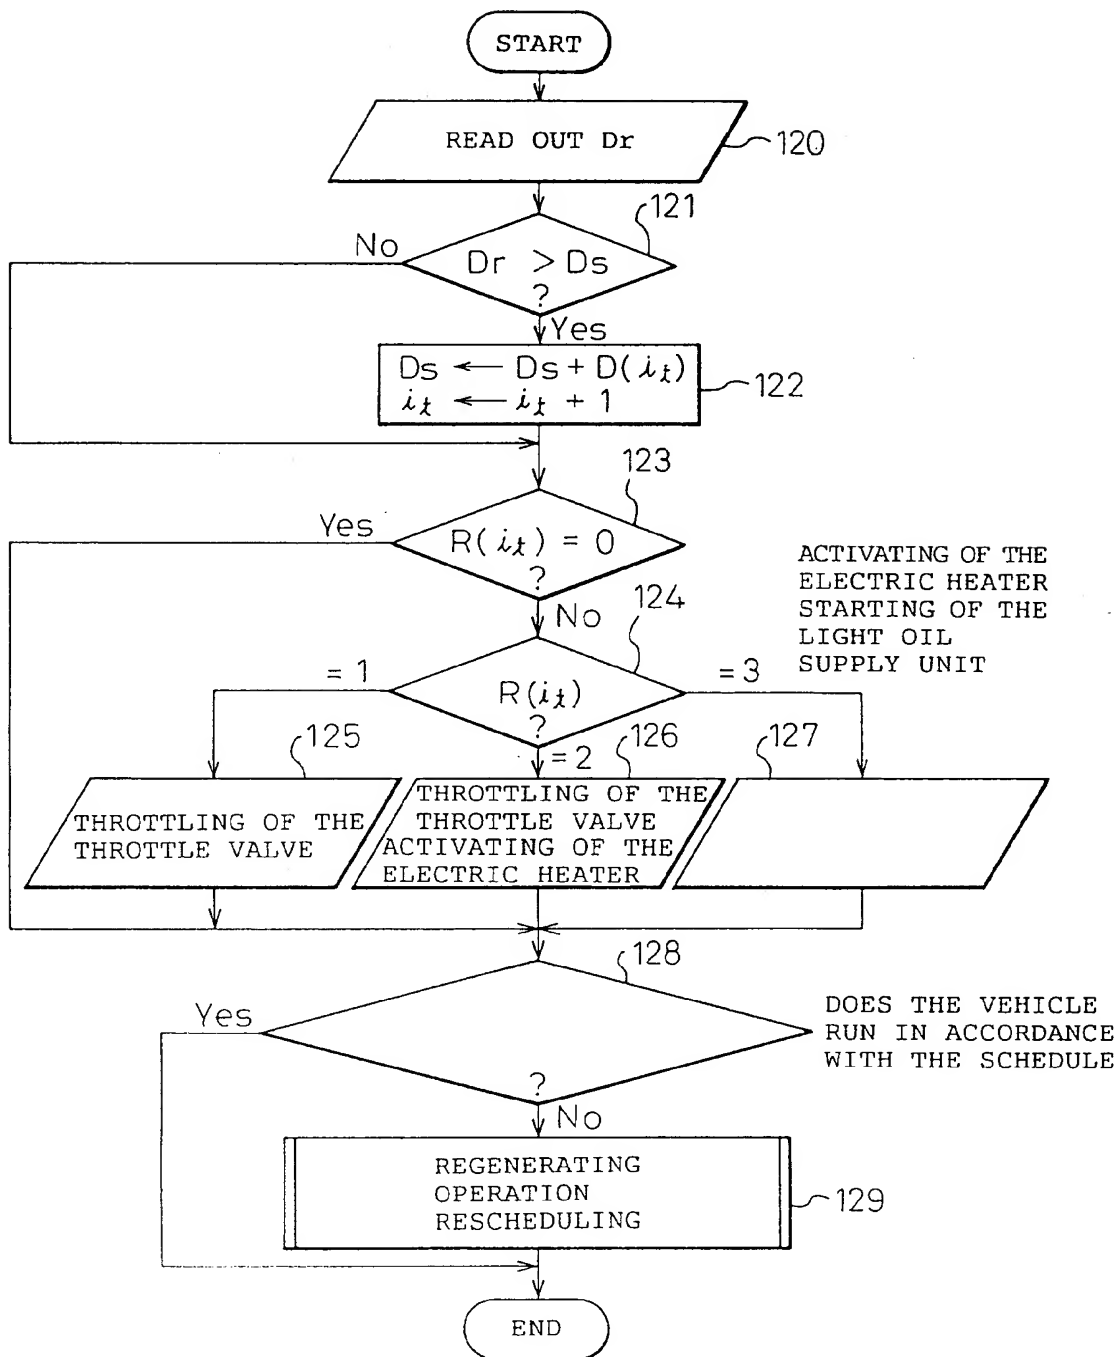 START
READ OUT Dr
120
121
No
Dr > Ds
?
Yes
Ds ← Ds + D(iₜ)
iₜ ← iₜ + 1
122
123
Yes
R(iₜ) = 0
?
No
ACTIVATING OF THE
ELECTRIC HEATER
STARTING OF THE
LIGHT OIL
SUPPLY UNIT
124
= 1
R(iₜ)
?
= 3
=2
125
126
127
THROTTLING OF THE
THROTTLE VALVE
THROTTLING OF THE
THROTTLE VALVE
ACTIVATING OF THE
ELECTRIC HEATER
128
Yes
?
DOES THE VEHICLE
RUN IN ACCORDANCE
WITH THE SCHEDULE
No
REGENERATING
OPERATION
RESCHEDULING
129
END